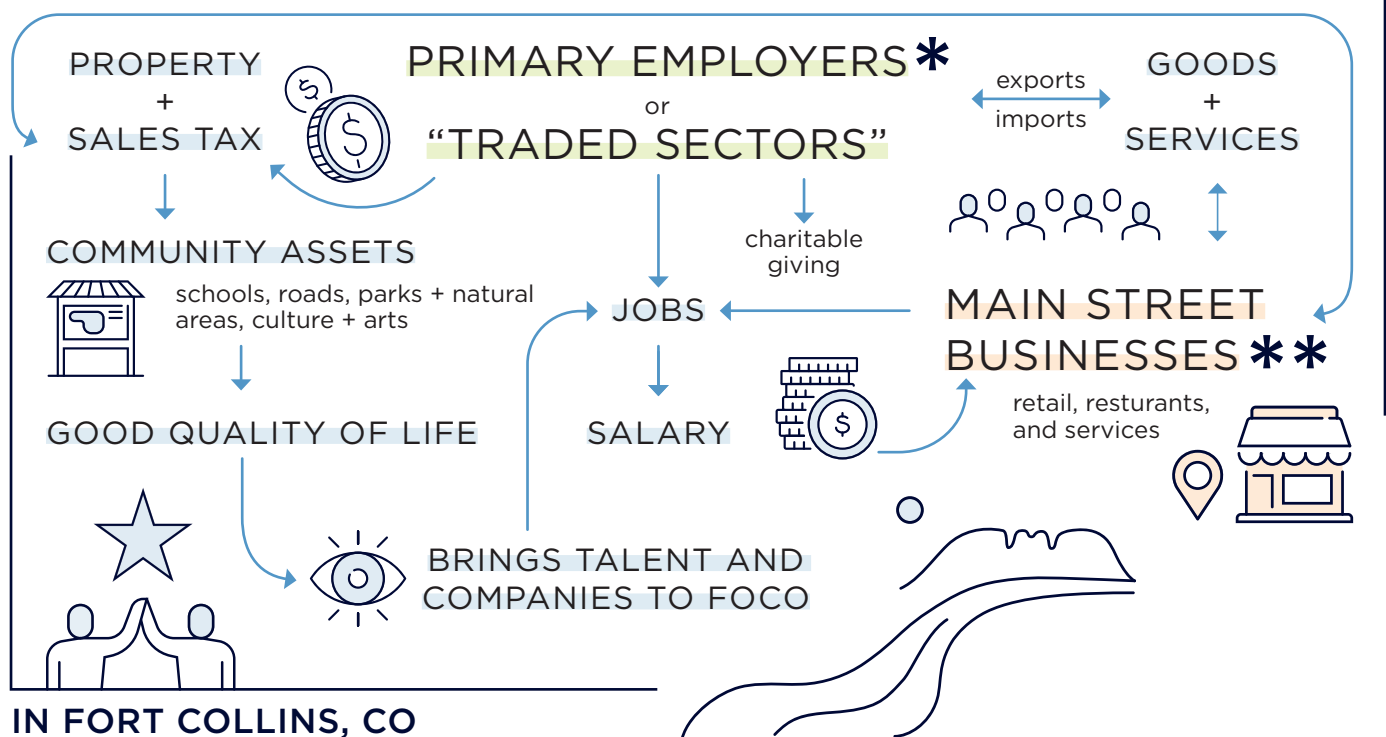 PROPERTY
+
SALES TAX
PRIMARY EMPLOYERS*
or
“TRADED SECTORS”
exports
imports
GOODS
+
SERVICES
COMMUNITY ASSETS
schools, roads, parks + natural
areas, culture + arts
charitable
giving
JOBS
MAIN STREET
BUSINESSES**
retail, resturants,
and services
GOOD QUALITY OF LIFE
SALARY
BRINGS TALENT AND
COMPANIES TO FOCO
IN FORT COLLINS, CO
$
$
$